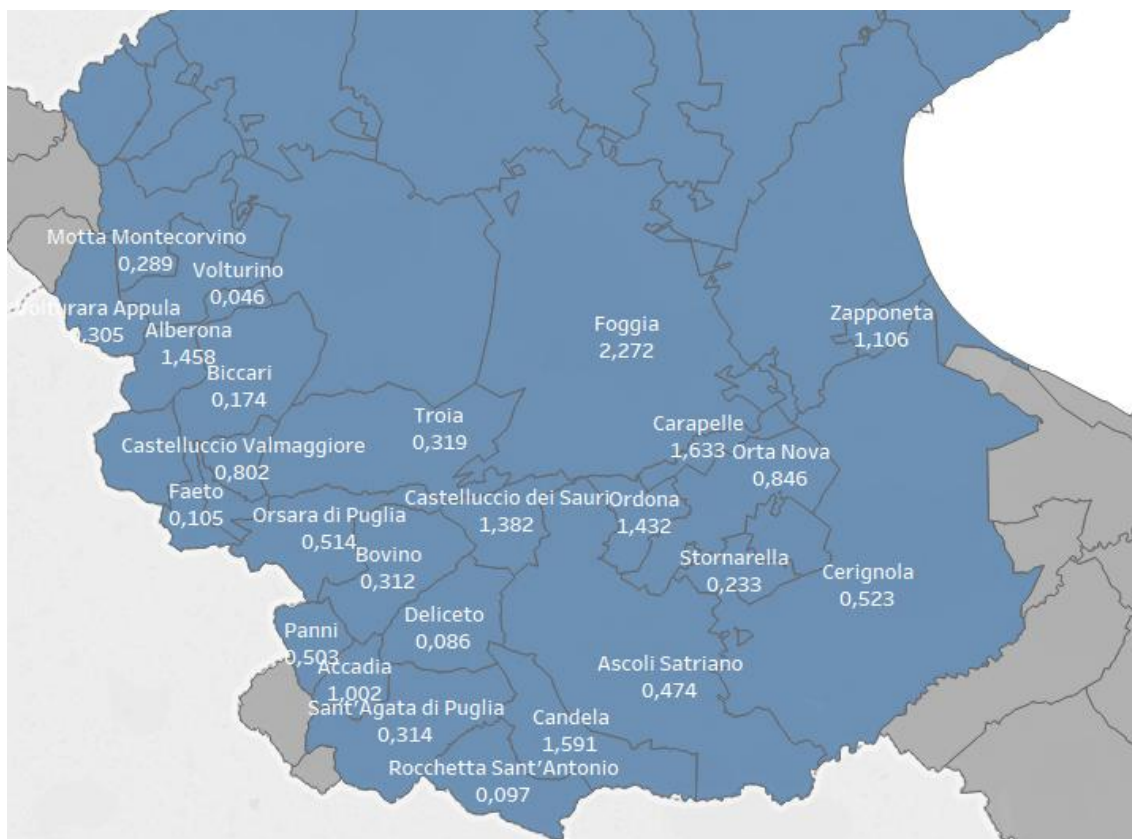 Motta Montecorvino
0,289
Volturino
0,046
Volturara Appula
0,305
Alberona
1,458
Biccari
0,174
Foggia
2,272
Zapponeta
1,106
Troia
0,319
Carapelle
1,633
Orta Nova
0,846
Castelluccio Valmaggiore
0,802
Faeto
0,105
Castelluccio dei Sauri
1,382
Ordona
1,432
Orsara di Puglia
0,514
Bovino
0,312
Stornarella
0,233
Cerignola
0,523
Deliceto
0,086
Panni
0,503
Accadia
1,002
Ascoli Satriano
0,474
Sant'Agata di Puglia
0,314
Candela
1,591
Rocchetta Sant'Antonio
0,097